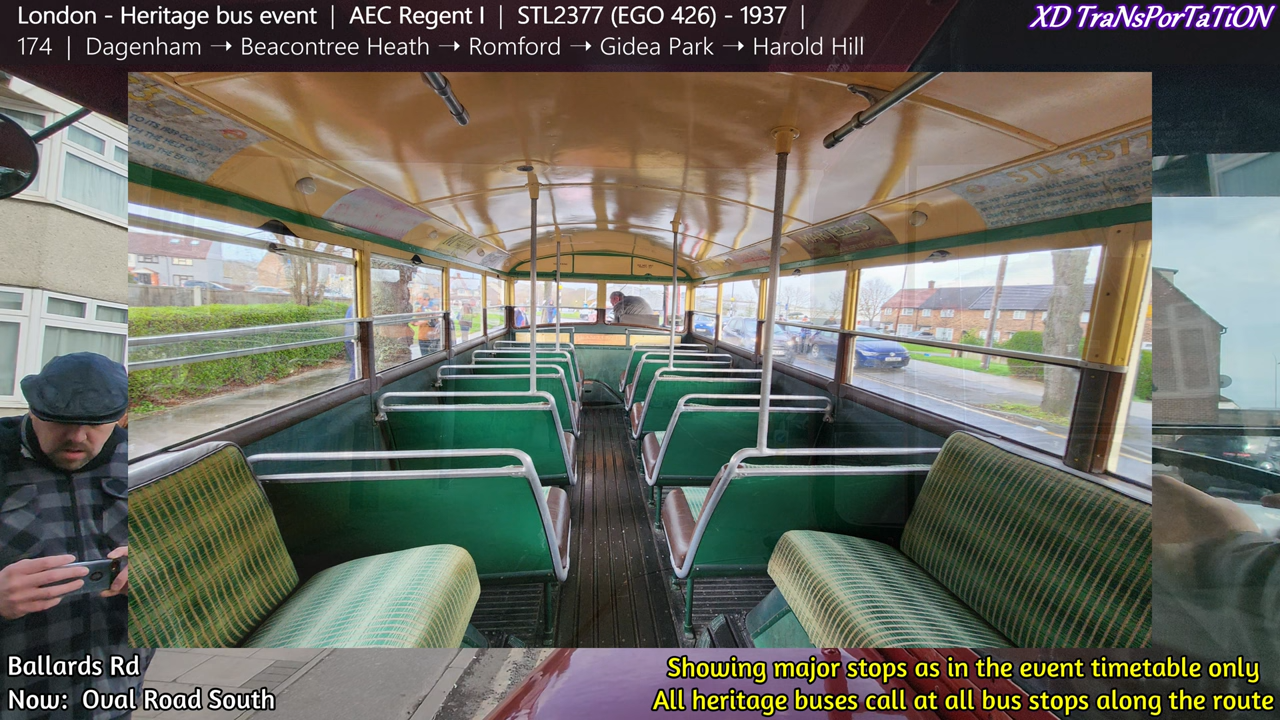 London - Heritage bus event | AEC Regent I | STL2377 (EGO 426) - 1937 |
XD TraNsPorTaTiON
174 | Dagenham → Beacontree Heath → Romford → Gidea Park → Harold Hill
Ballards Rd
Now: Oval Road South
Showing major stops as in the event timetable only
All heritage buses call at all bus stops along the route